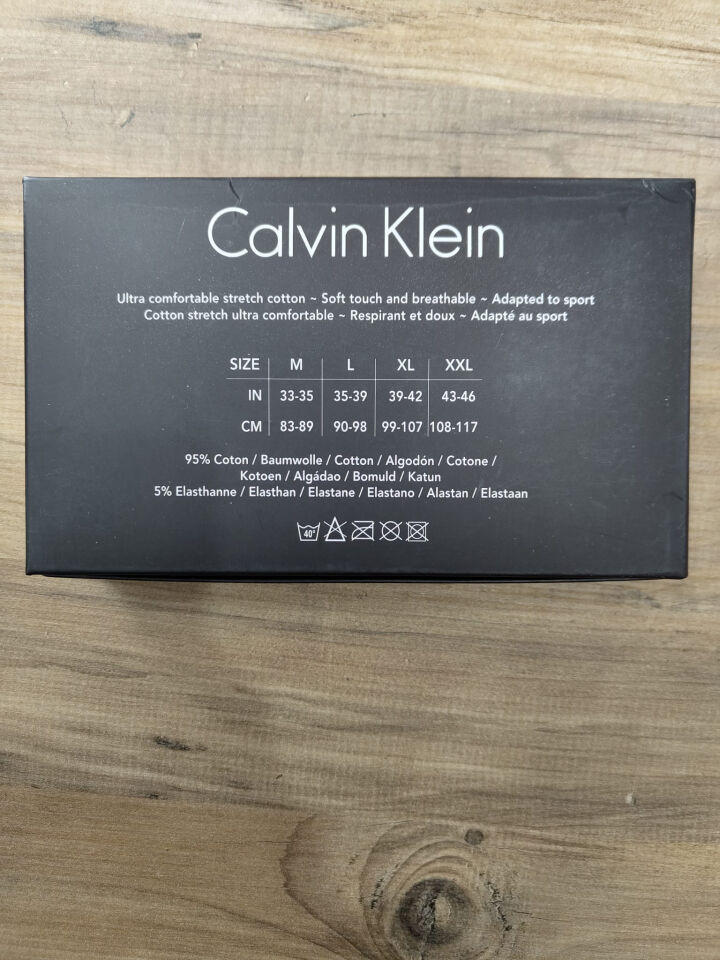 Calvin Klein
Ultra comfortable stretch cotton ~ Soft touch and breathable ~ Adapted to sport
Cotton stretch ultra comfortable ~ Respirant et doux ~ Adapté au sport
SIZE M L XL XXL
IN 33-35 35-39 39-42 43-46
CM 83-89 90-98 99-107 108-117
95% Coton / Baumwolle / Cotton / Algodón / Cotone /
Kotoen / Algádao / Bomuld / Katun
5% Elasthanne / Elasthan / Elastane / Elastano / Alastan / Elastaan
40°